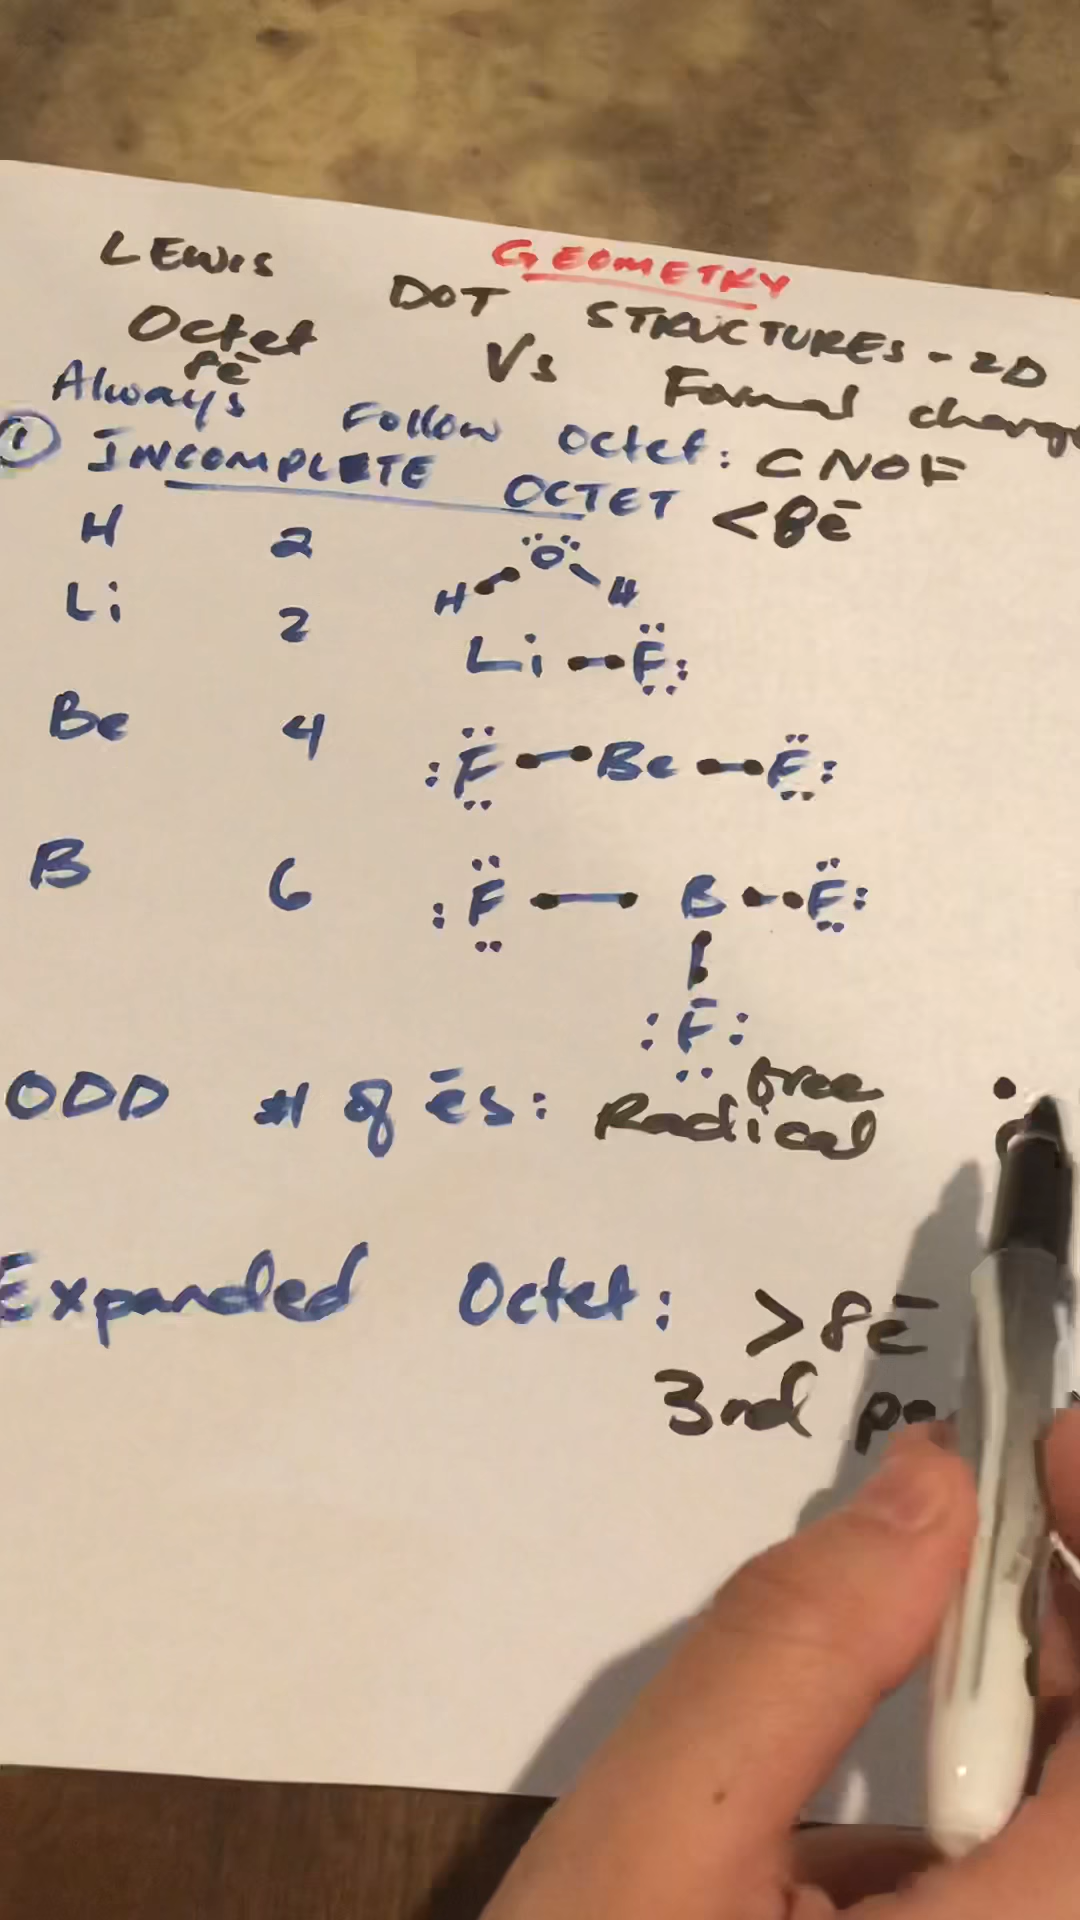 GEOMETRY
LEWIS DOT STRUCTURES - 2D
Octet Vs Formal charge
8ē
Always Follow Octet: CNOF
① INCOMPLETE OCTET <8ē
H 2 H O H
Li 2 Li F
Be 4 F Be F
B 6 F B F
F
ODD # of ēs: free
Radical
Expanded Octet: >8ē
3rd